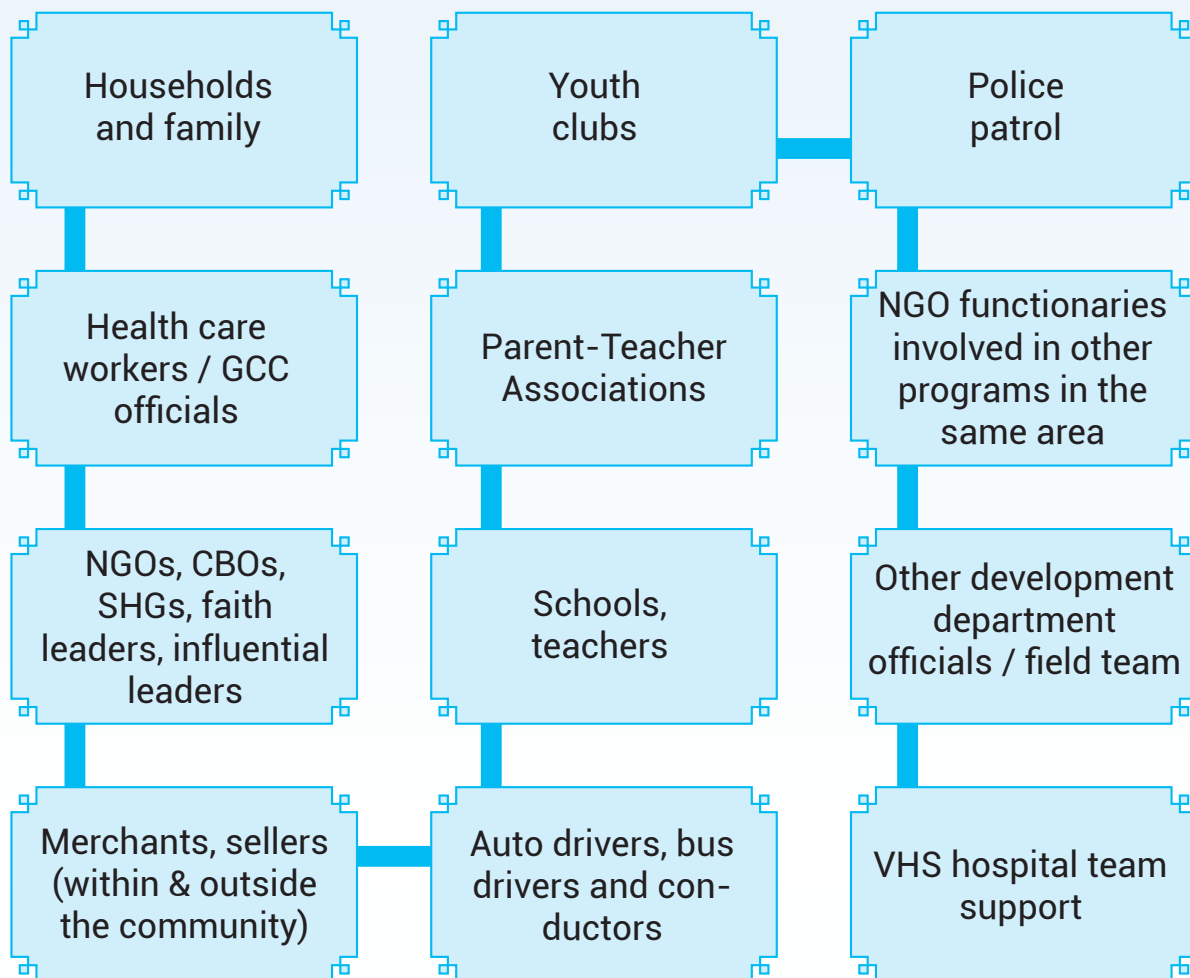 Households
and family
Health care
workers / GCC
officials
NGOs, CBOs,
SHGs, faith
leaders, influential
leaders
Merchants, sellers
(within & outside
the community)
Auto drivers, bus
drivers and con-
ductors
Schools,
teachers
Parent-Teacher
Associations
Youth
clubs
Police
patrol
NGO functionaries
involved in other
programs in the
same area
Other development
department
officials / field team
VHS hospital team
support